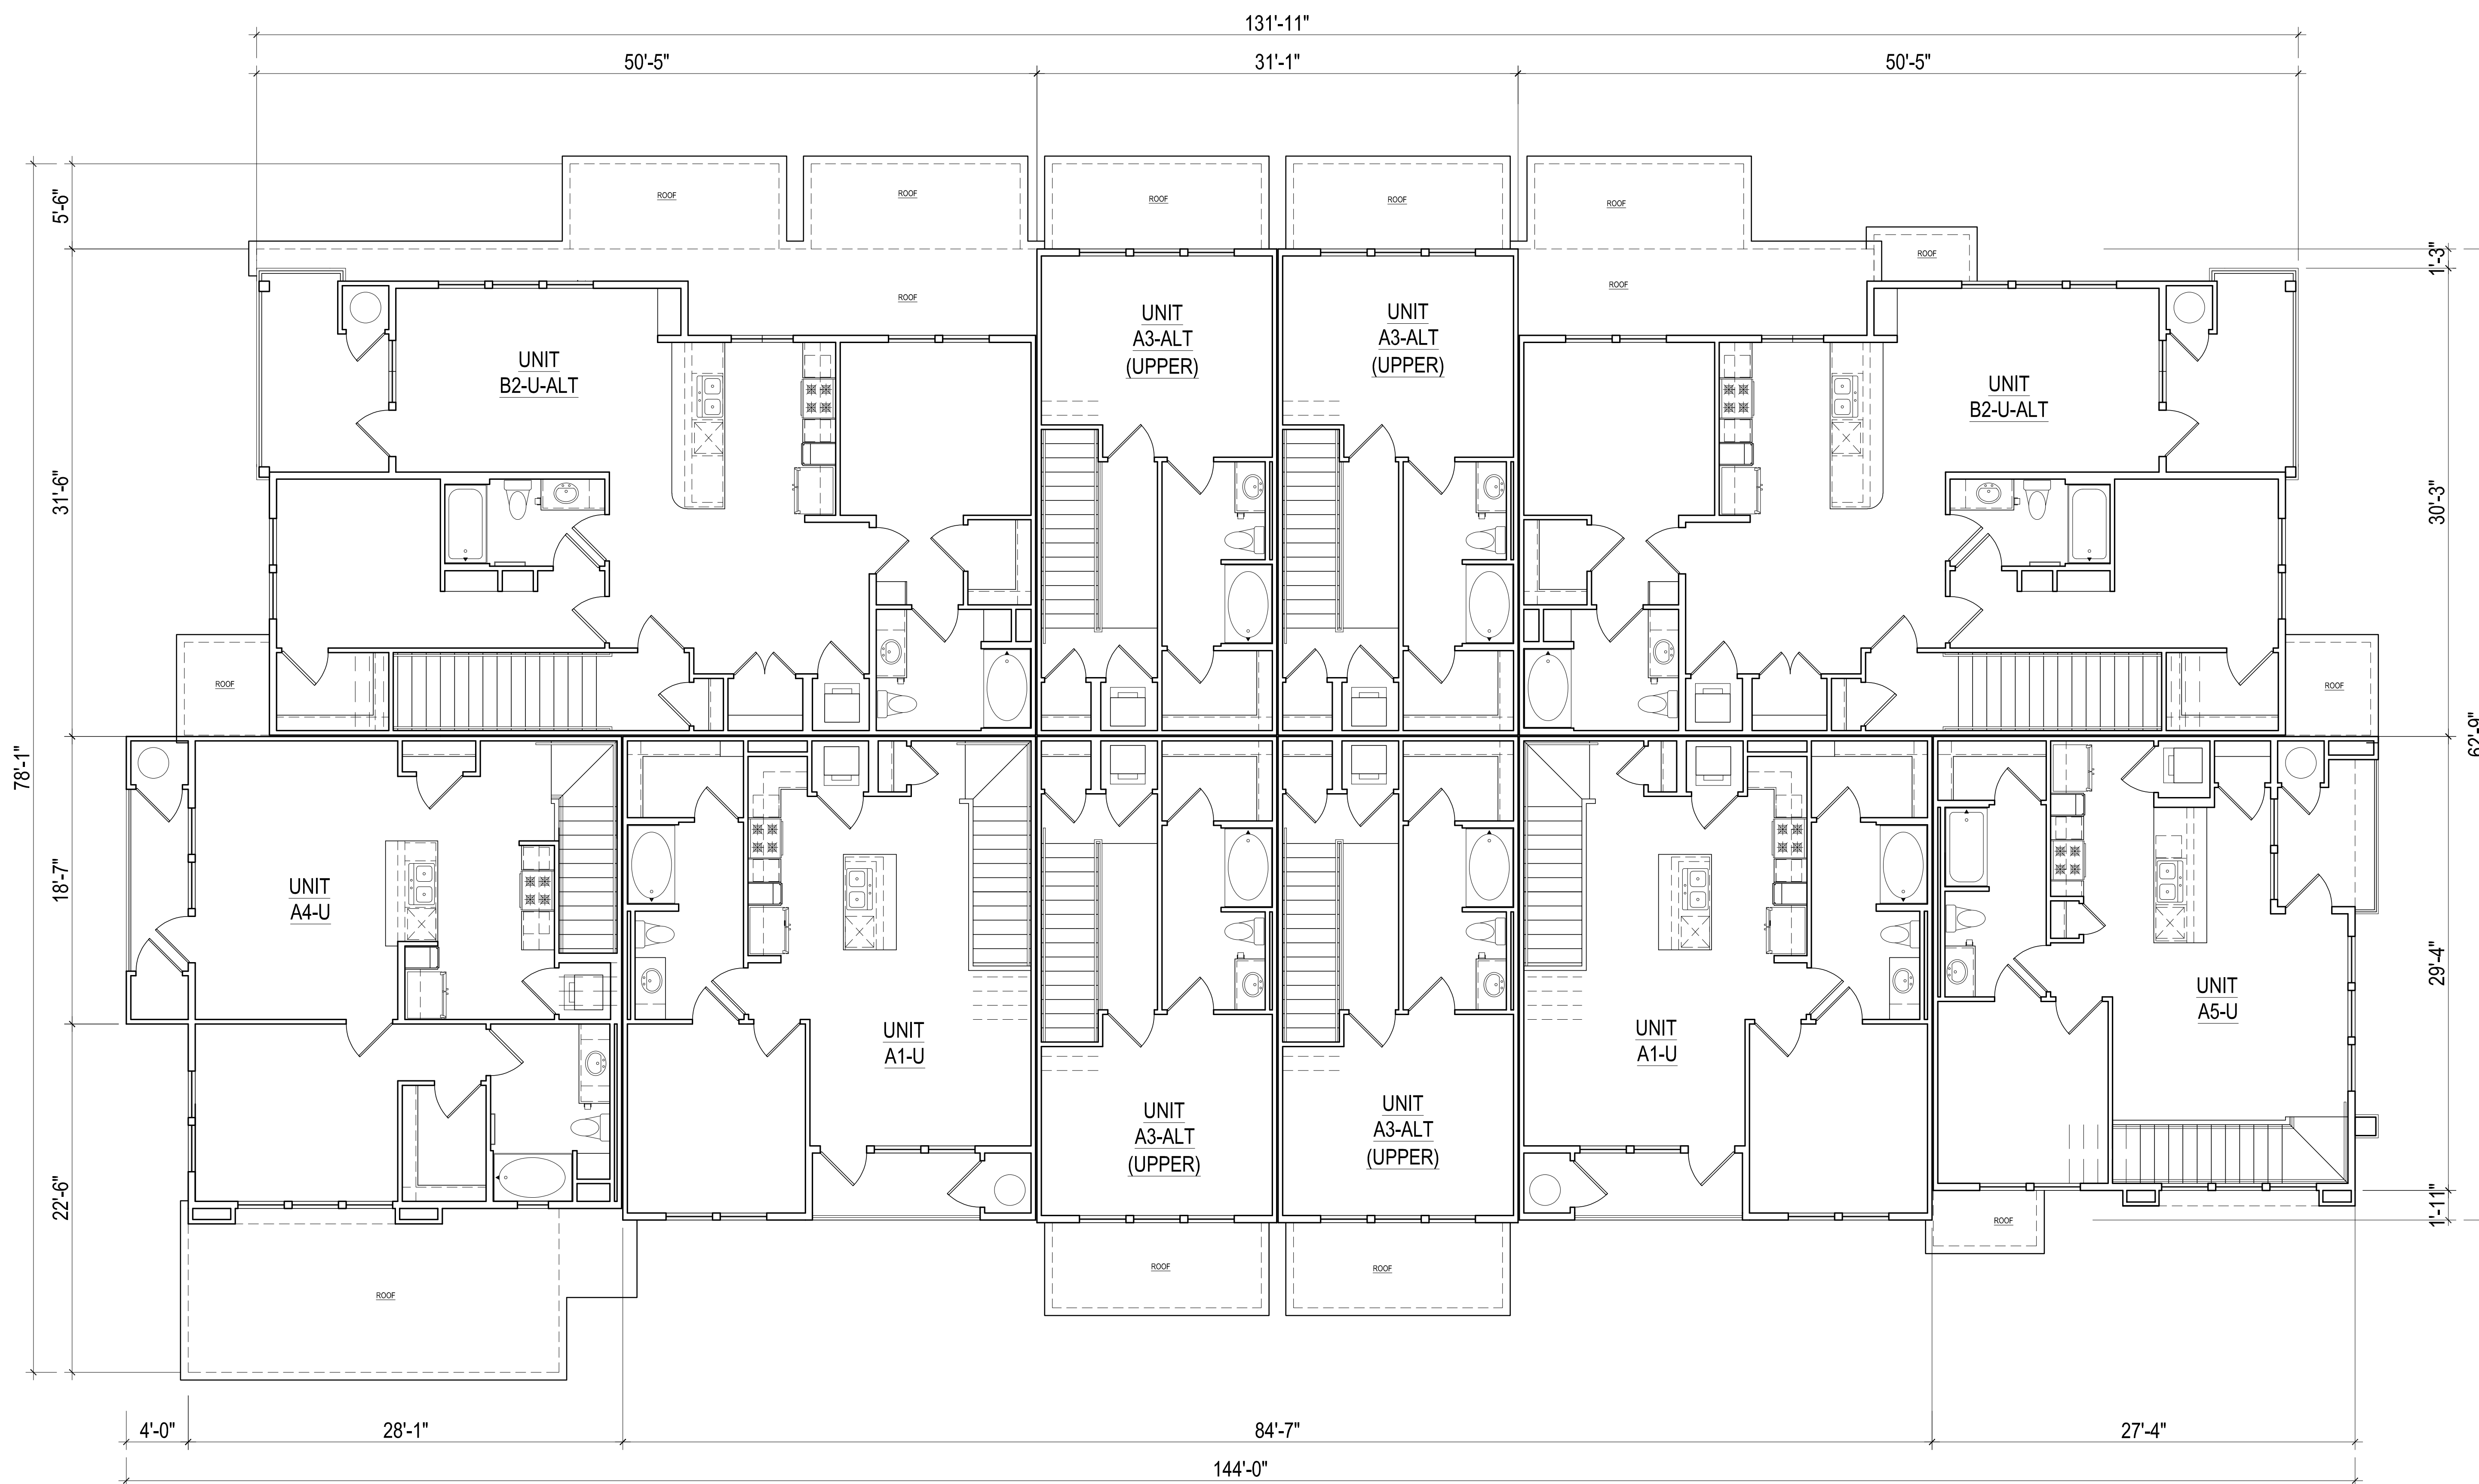 131'-11"
50'-5"
31'-1"
50'-5"
5'-6"
31'-6"
18'-7"
22'-6"
78'-1"
ROOF
ROOF
ROOF
ROOF
ROOF
ROOF
ROOF
ROOF
1'-3"
30'-3"
62'-9"
29'-4"
1'-11"
UNIT
A3-ALT
(UPPER)
UNIT
A3-ALT
(UPPER)
UNIT
B2-U-ALT
UNIT
B2-U-ALT
ROOF
ROOF
UNIT
A4-U
UNIT
A1-U
UNIT
A1-U
UNIT
A5-U
UNIT
A3-ALT
(UPPER)
UNIT
A3-ALT
(UPPER)
ROOF
ROOF
ROOF
ROOF
4'-0"
28'-1"
84'-7"
27'-4"
144'-0"